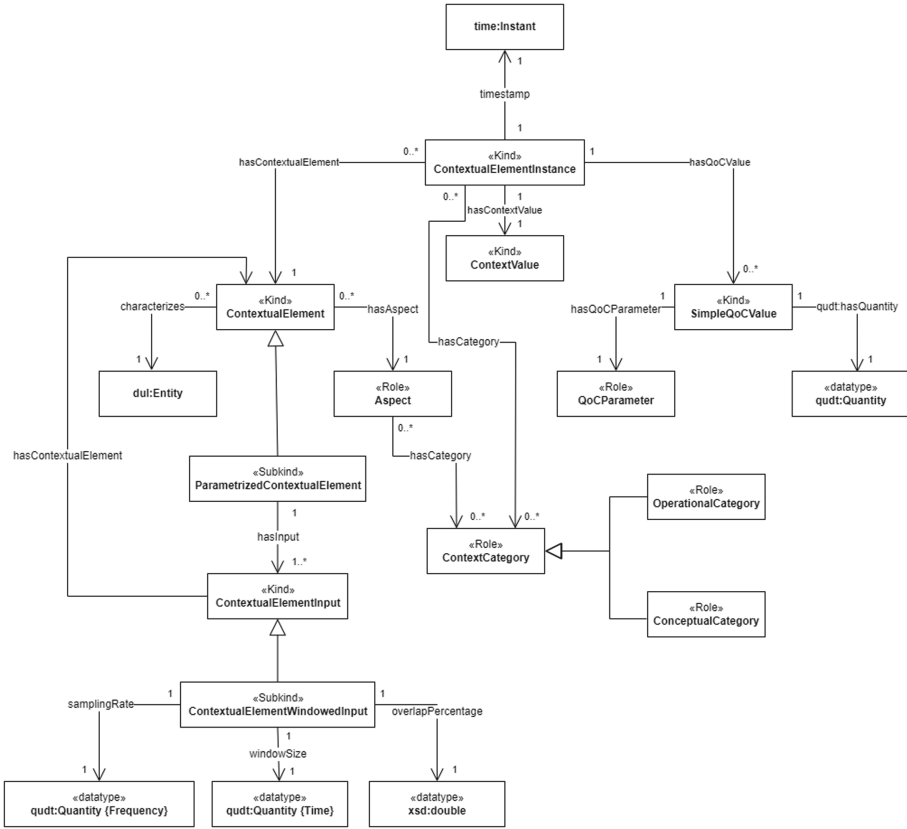 time:Instant
1
timestamp
1
hasContextualElement
0..*
«Kind»
ContextualElementInstance
1
hasQoCValue
0..*
1
hasContextValue
1
«Kind»
ContextValue
1
0..*
0..*
«Kind»
ContextualElement
0..*
characterizes
hasAspect
1
«Kind»
SimpleQoCValue
1
hasQoCParameter
qudt:hasQuantity
hasCategory
1
1
1
1
dul:Entity
«Role»
Aspect
«Role»
QoCParameter
«datatype»
qudt:Quantity
0..*
hasContextualElement
hasCategory
«Subkind»
ParametrizedContextualElement
«Role»
OperationalCategory
1
0..*
0..*
hasInput
«Role»
ContextCategory
1..*
«Kind»
ContextualElementInput
«Role»
ConceptualCategory
samplingRate
1
«Subkind»
ContextualElementWindowedInput
1
overlapPercentage
1
windowSize
1
1
1
«datatype»
qudt:Quantity {Frequency}
«datatype»
qudt:Quantity {Time}
«datatype»
xsd:double